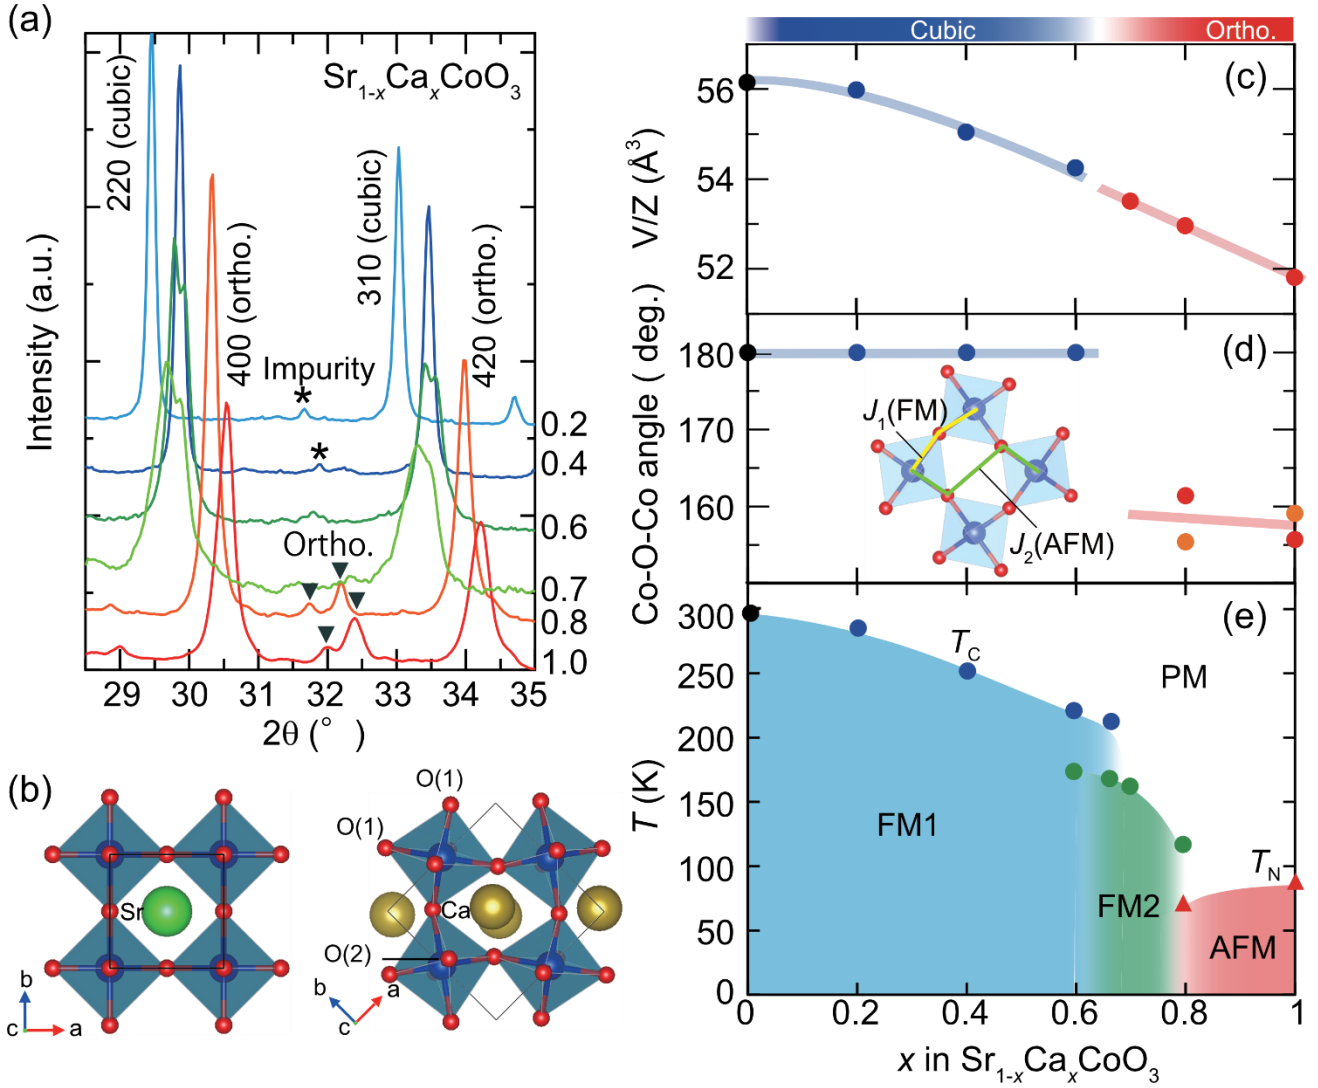 (a)
Sr1-xCaxCoO3
220 (cubic)
400 (ortho.)
310 (cubic)
420 (ortho.)
Impurity
*
*
Ortho.
0.2
0.4
0.6
0.7
0.8
1.0
Intensity (a.u.)
29 30 31 32 33 34 35
2θ (°)
(b)
Sr
b
c
a
O(1)
O(1)
Ca
O(2)
b
a
c
Cubic
Ortho.
(c)
56
54
52
V/Z (Å3)
(d)
180
170
160
Co-O-Co angle ( deg.)
J1(FM)
J2(AFM)
(e)
300
250
200
150
100
50
0
T (K)
TC
PM
FM1
FM2
TN
AFM
0 0.2 0.4 0.6 0.8 1
x in Sr1-xCaxCoO3